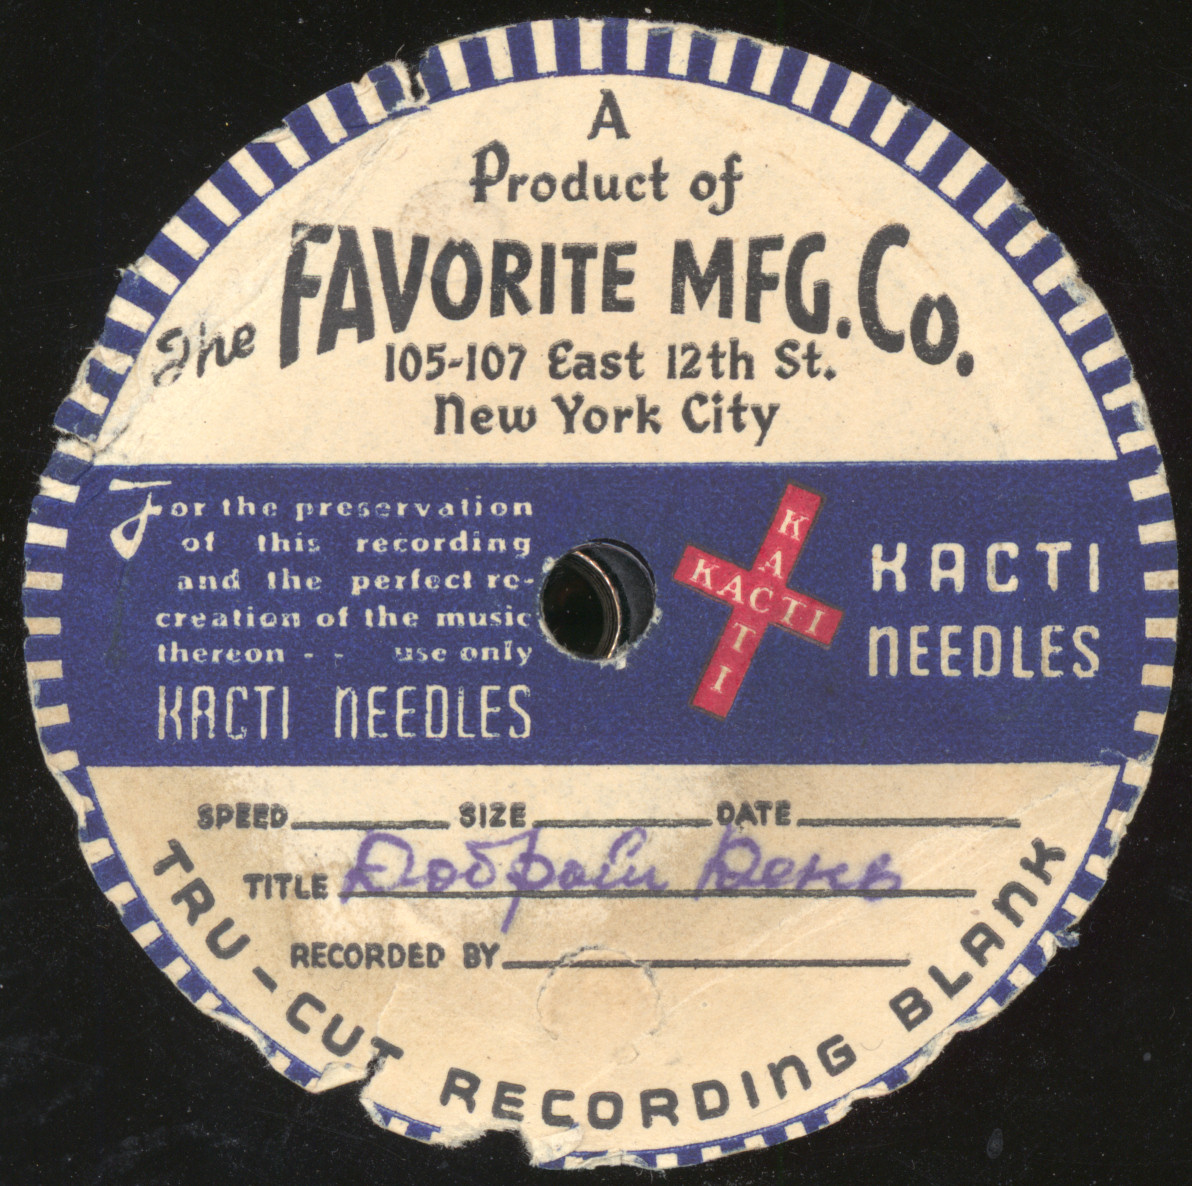 A
Product of
The FAVORITE MFG. Co.
105-107 East 12th St.
New York City
For the preservation
of this recording
and the perfect re-
creation of the music
thereon - - use only
KACTI NEEDLES
KACTI
KACTI
KACTI
NEEDLES
SPEED SIZE DATE
TITLE Добрый День
RECORDED BY
TRU-CUT RECORDING BLANK